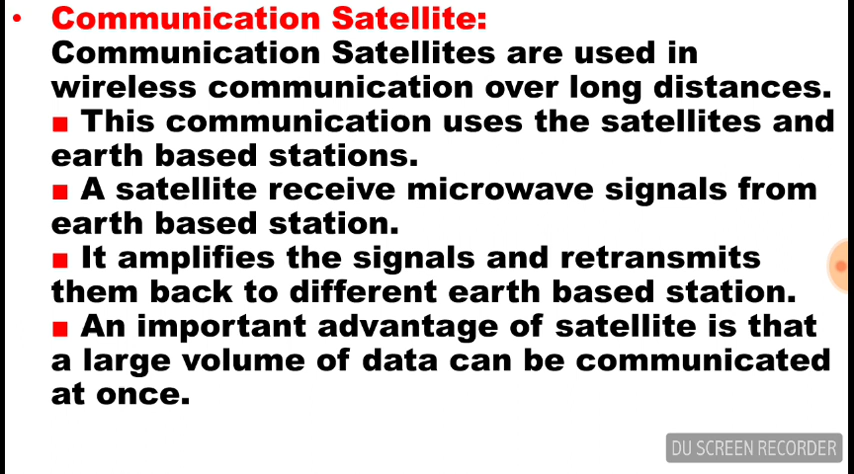 • Communication Satellite:
Communication Satellites are used in
wireless communication over long distances.
■ This communication uses the satellites and
earth based stations.
■ A satellite receive microwave signals from
earth based station.
■ It amplifies the signals and retransmits
them back to different earth based station.
■ An important advantage of satellite is that
a large volume of data can be communicated
at once.
DU SCREEN RECORDER